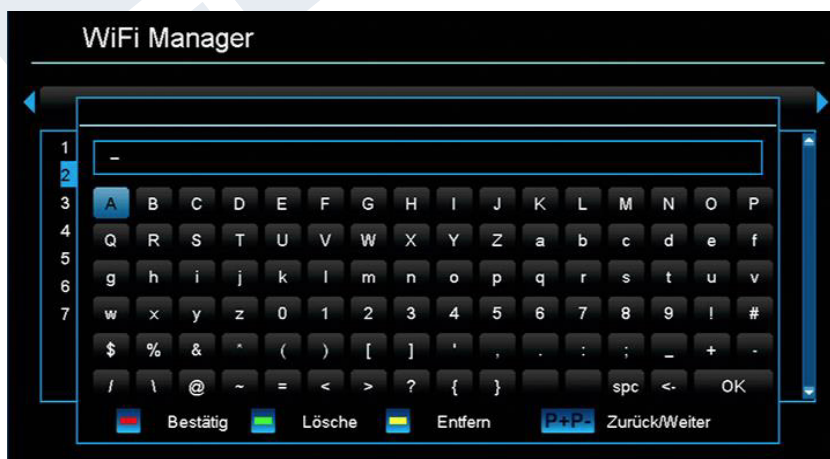 WiFi Manager
1
2
3
4
5
6
7
_
A B C D E F G H I J K L M N O P
Q R S T U V W X Y Z a b c d e f
g h i j k l m n o p q r s t u v
w x y z 0 1 2 3 4 5 6 7 8 9 ! #
$ % & * ( ) [ ] ' , . : ; _ + -
/ \ @ ~ = < > ? { } spc <- OK
Bestätig Lösche Entfern P+P- Zurück/Weiter